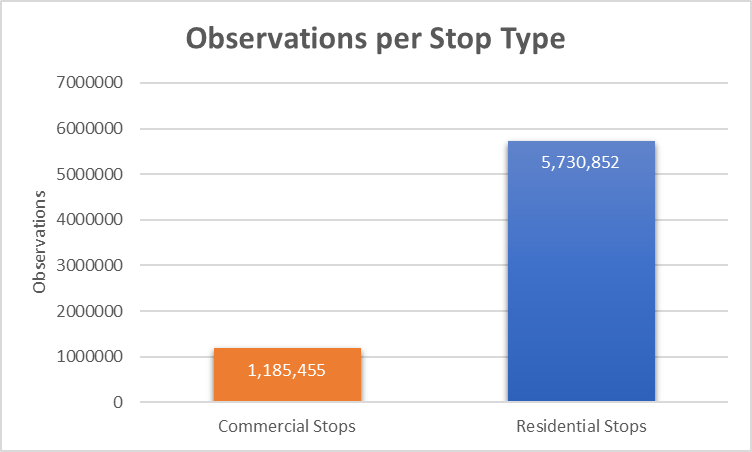 Observations per Stop Type
7000000
6000000
5000000
4000000
3000000
2000000
1000000
0
Observations
5,730,852
1,185,455
Commercial Stops
Residential Stops